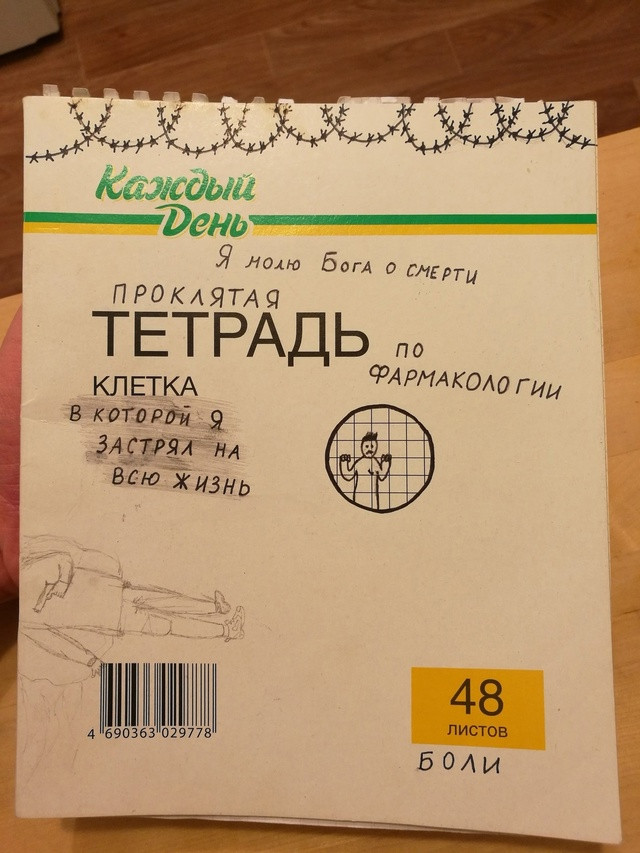 Каждый
День
Я молю Бога о смерти
ПРОКЛЯТАЯ
ТЕТРАДЬ по
ФАРМАКОЛОГИИ
КЛЕТКА
В КОТОРОЙ Я
ЗАСТРЯЛ НА
ВСЮ ЖИЗНЬ
4 690363 029778
48
листов
БОЛИ